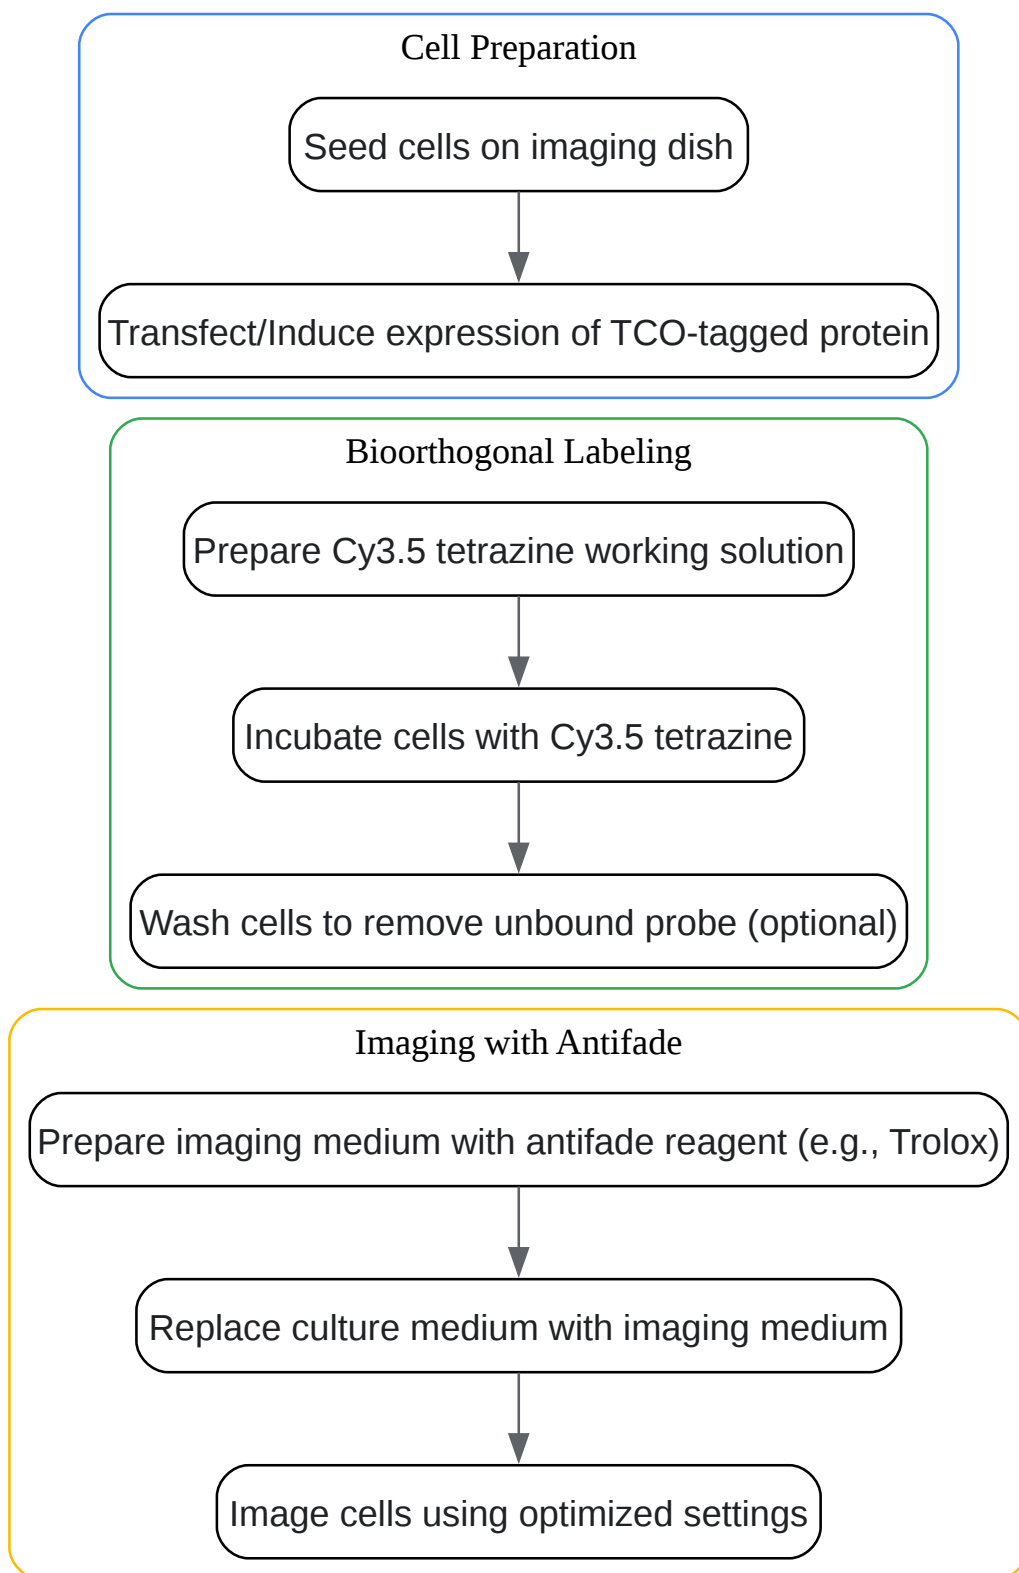 Cell Preparation
Seed cells on imaging dish
Transfect/Induce expression of TCO-tagged protein
Bioorthogonal Labeling
Prepare Cy3.5 tetrazine working solution
Incubate cells with Cy3.5 tetrazine
Wash cells to remove unbound probe (optional)
Imaging with Antifade
Prepare imaging medium with antifade reagent (e.g., Trolox)
Replace culture medium with imaging medium
Image cells using optimized settings